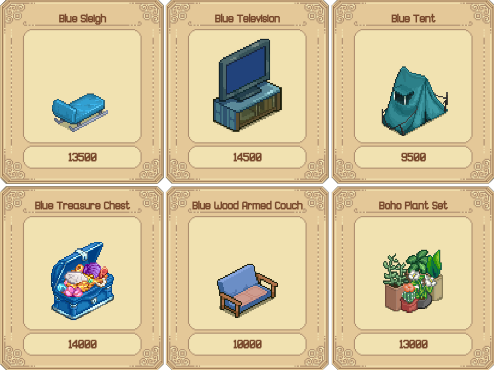 Blue Sleigh
Blue Television
Blue Tent
13500
14500
9500
Blue Treasure Chest
Blue Wood Armed Couch
Boho Plant Set
14000
10000
13000